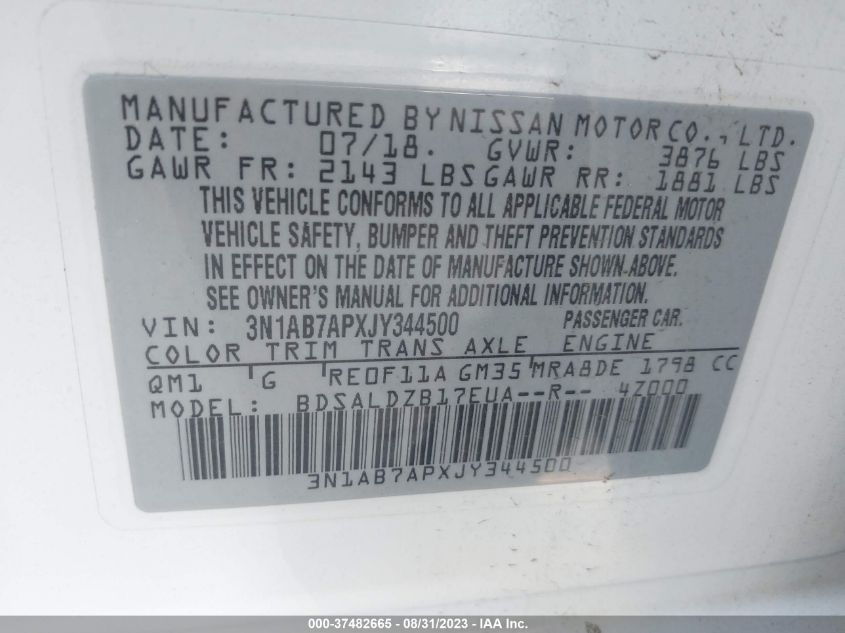 MANUFACTURED BY NISSAN MOTOR CO., LTD.
DATE: 07/18. GVWR: 3876 LBS
GAWR FR: 2143 LBS GAWR RR: 1881 LBS
THIS VEHICLE CONFORMS TO ALL APPLICABLE FEDERAL MOTOR
VEHICLE SAFETY, BUMPER AND THEFT PREVENTION STANDARDS
IN EFFECT ON THE DATE OF MANUFACTURE SHOWN ABOVE.
SEE OWNER'S MANUAL FOR ADDITIONAL INFORMATION.
VIN: 3N1AB7APXJY344500 PASSENGER CAR.
COLOR TRIM TRANS AXLE ENGINE
QM1 G RE0F11A GM35 MRA8DE 1798 CC
MODEL: BDSALDZB17EUA--R-- 4Z000
3N1AB7APXJY344500
000-37482665 - 08/31/2023 - IAA Inc.